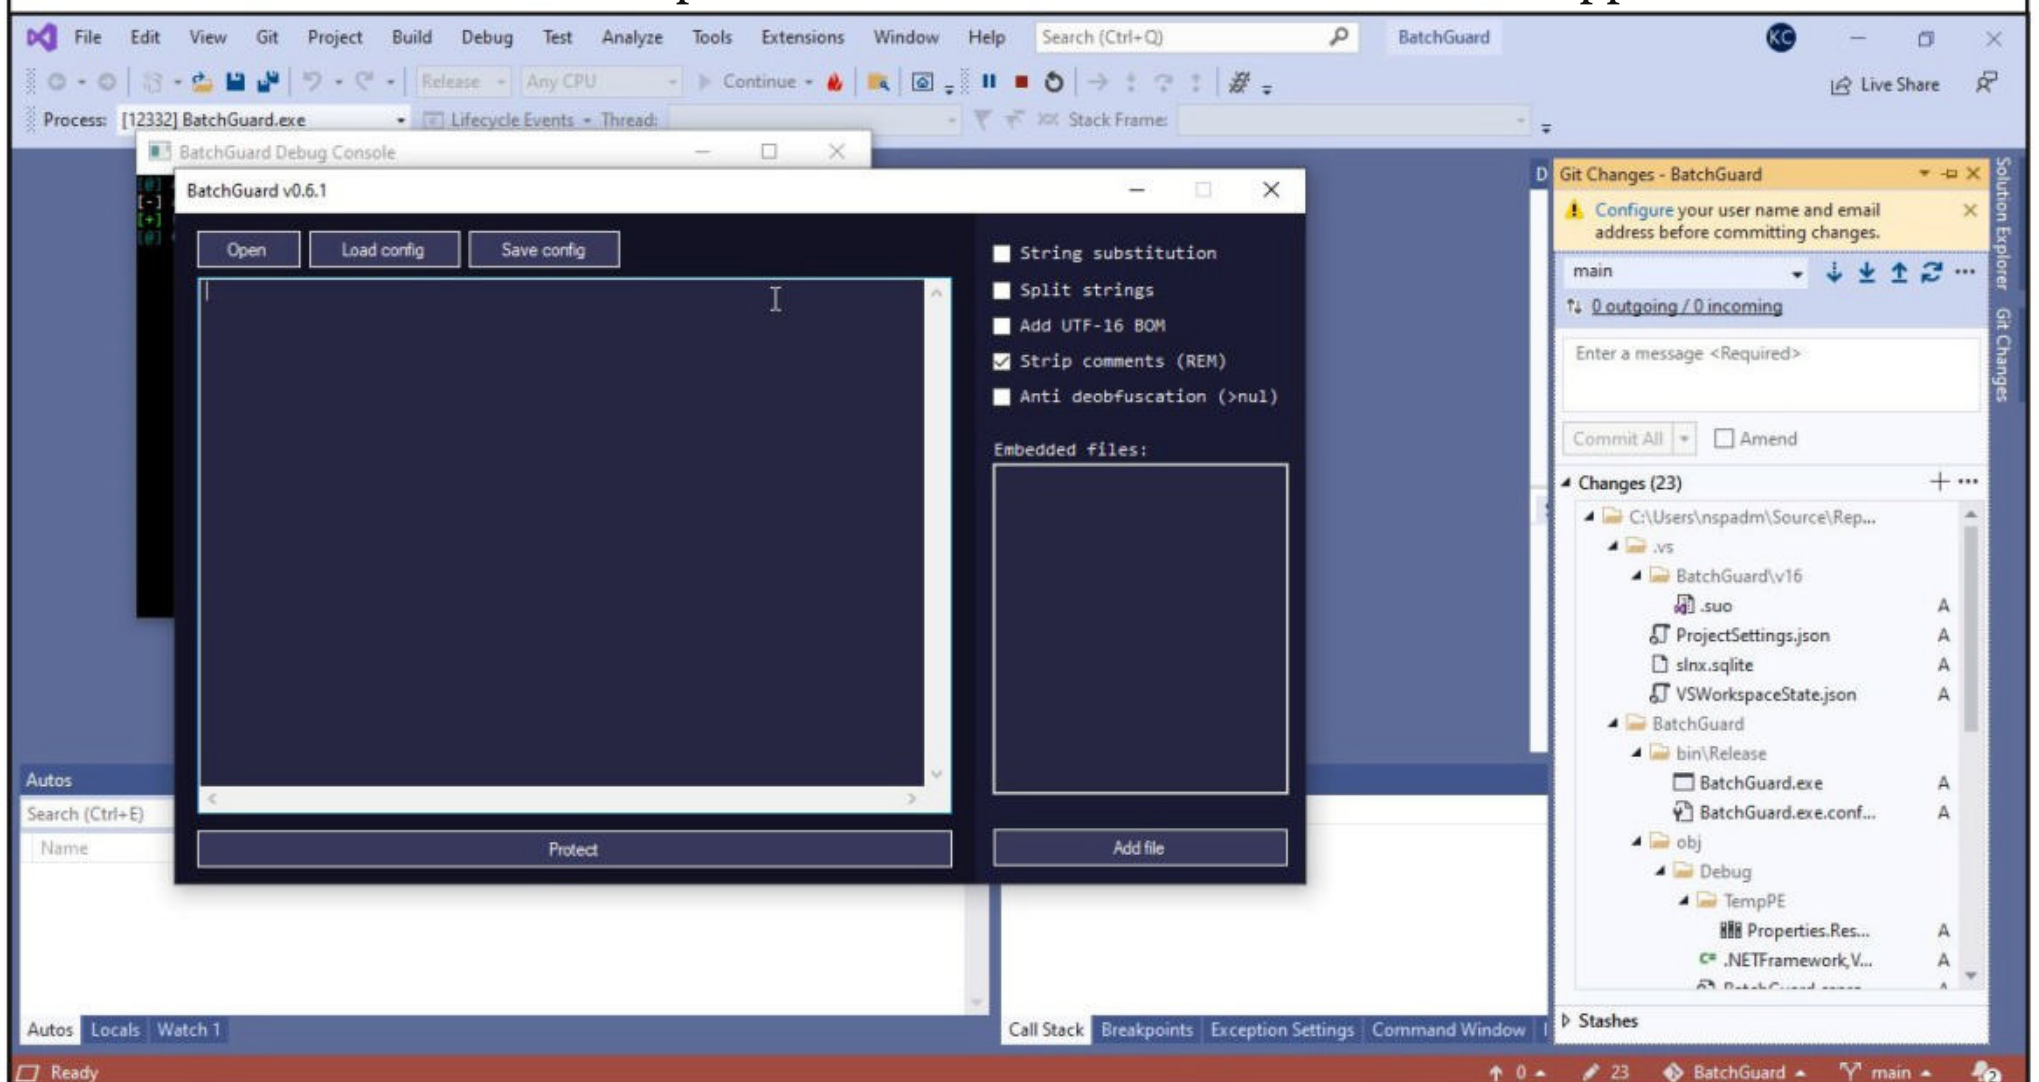 File Edit View Git Project Build Debug Test Analyze Tools Extensions Window Help Search (Ctrl+Q) BatchGuard KC
Release Any CPU Continue Live Share
Process: [12332] BatchGuard.exe Lifecycle Events Thread: Stack Frame:
BatchGuard Debug Console
[@]
[-]
[+]
[@]
BatchGuard v0.6.1
Open Load config Save config
String substitution
Split strings
Add UTF-16 BOM
Strip comments (REM)
Anti deobfuscation (>nul)
Embedded files:
Protect
Add file
Git Changes - BatchGuard
Configure your user name and email
address before committing changes.
main
0 outgoing / 0 incoming
Enter a message <Required>
Commit All Amend
Changes (23)
C:\Users\nspadm\Source\Rep...
.vs
BatchGuard\v16
.suo A
ProjectSettings.json A
slnx.sqlite A
VSWorkspaceState.json A
BatchGuard
bin\Release
BatchGuard.exe A
BatchGuard.exe.conf... A
obj
Debug
TempPE
Properties.Res... A
.NETFramework,V... A
Stashes
Solution Explorer
Git Changes
Autos
Search (Ctrl+E)
Name
Autos Locals Watch 1
Call Stack Breakpoints Exception Settings Command Window
Ready 0 23 BatchGuard main 2